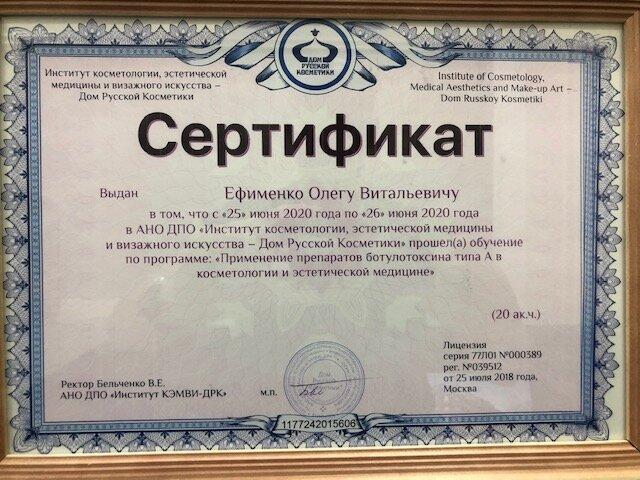 ДОМ
РУССКОЙ
КОСМЕТИКИ
Институт косметологии, эстетической
медицины и визажного искусства –
Дом Русской Косметики
Institute of Cosmetology,
Medical Aesthetics and Make-up Art –
Dom Russkoy Kosmetiki
Сертификат
Выдан Ефименко Олегу Витальевичу
в том, что с «25» июня 2020 года по «26» июня 2020 года
в АНО ДПО «Институт косметологии, эстетической медицины
и визажного искусства – Дом Русской Косметики» прошел(а) обучение
по программе: «Применение препаратов ботулотоксина типа А в
косметологии и эстетической медицине»
(20 ак.ч.)
Лицензия
серия 77Л01 №000389
рег. №039512
от 25 июля 2018 года,
Москва
Ректор Бельченко В.Е.
АНО ДПО «Институт КЭМВИ-ДРК»
м.п.
1177242015606